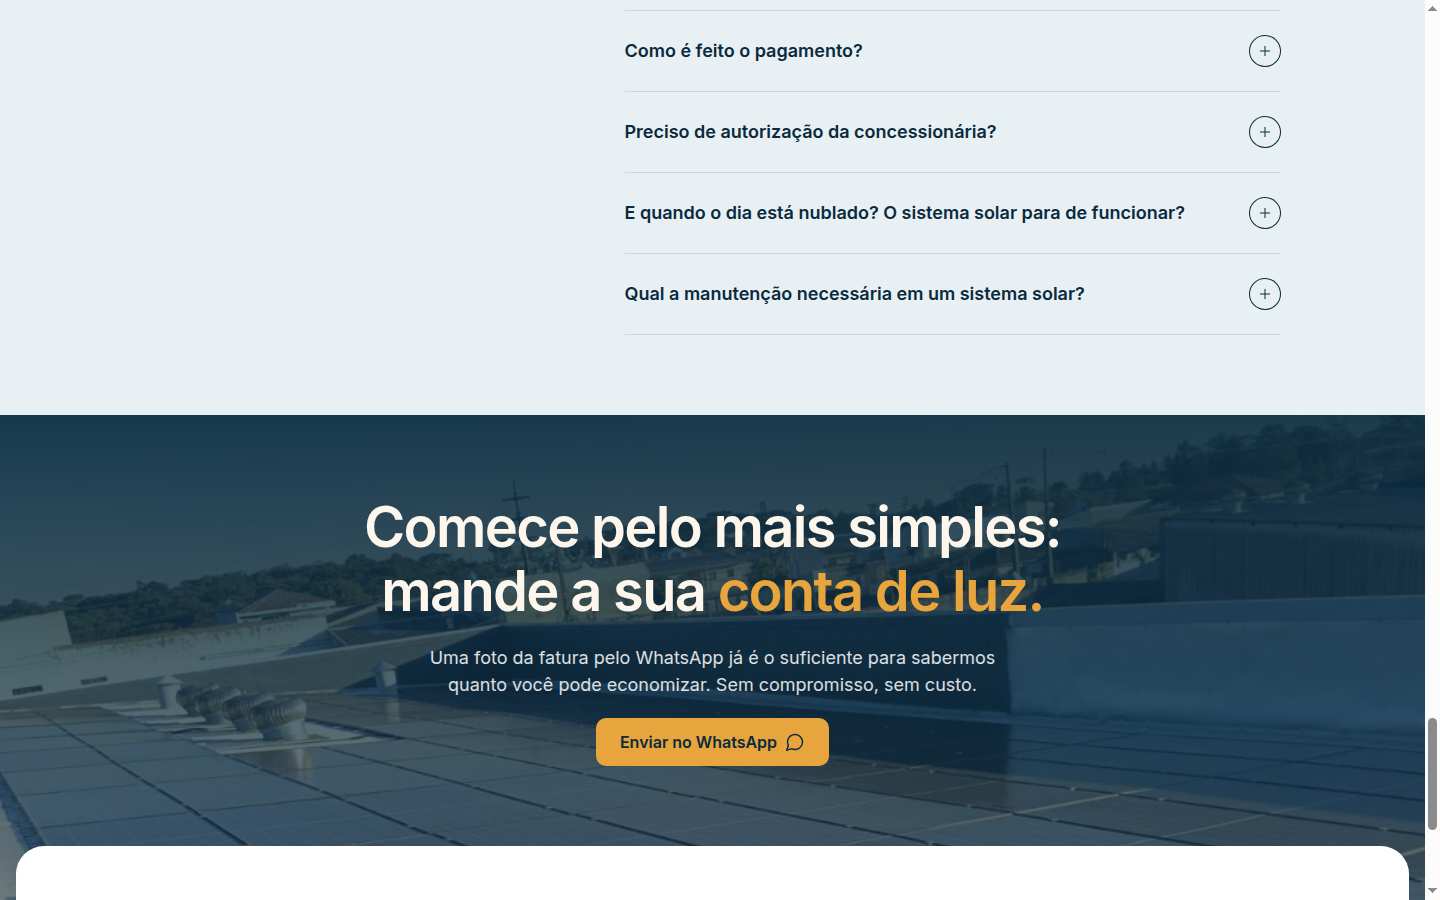 Como é feito o pagamento?
Preciso de autorização da concessionária?
E quando o dia está nublado? O sistema solar para de funcionar?
Qual a manutenção necessária em um sistema solar?
Comece pelo mais simples:
mande a sua conta de luz.
Uma foto da fatura pelo WhatsApp já é o suficiente para sabermos
quanto você pode economizar. Sem compromisso, sem custo.
Enviar no WhatsApp